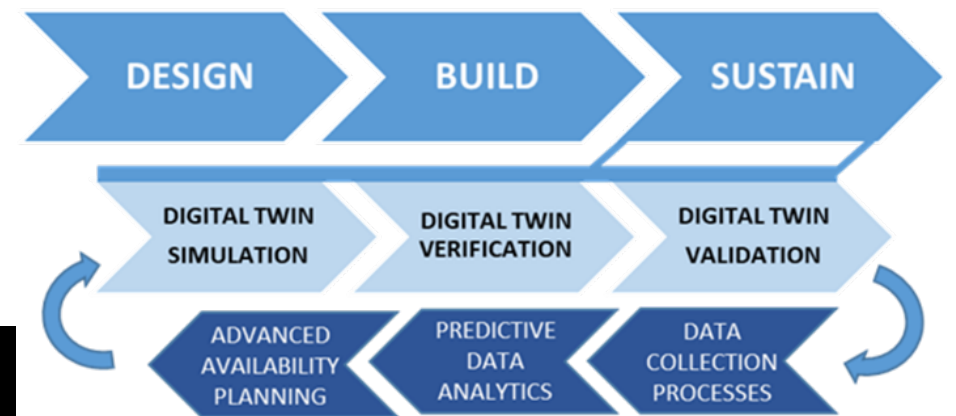 DESIGN
BUILD
SUSTAIN
DIGITAL TWIN
SIMULATION
DIGITAL TWIN
VERIFICATION
DIGITAL TWIN
VALIDATION
ADVANCED
AVAILABILITY
PLANNING
PREDICTIVE
DATA
ANALYTICS
DATA
COLLECTION
PROCESSES